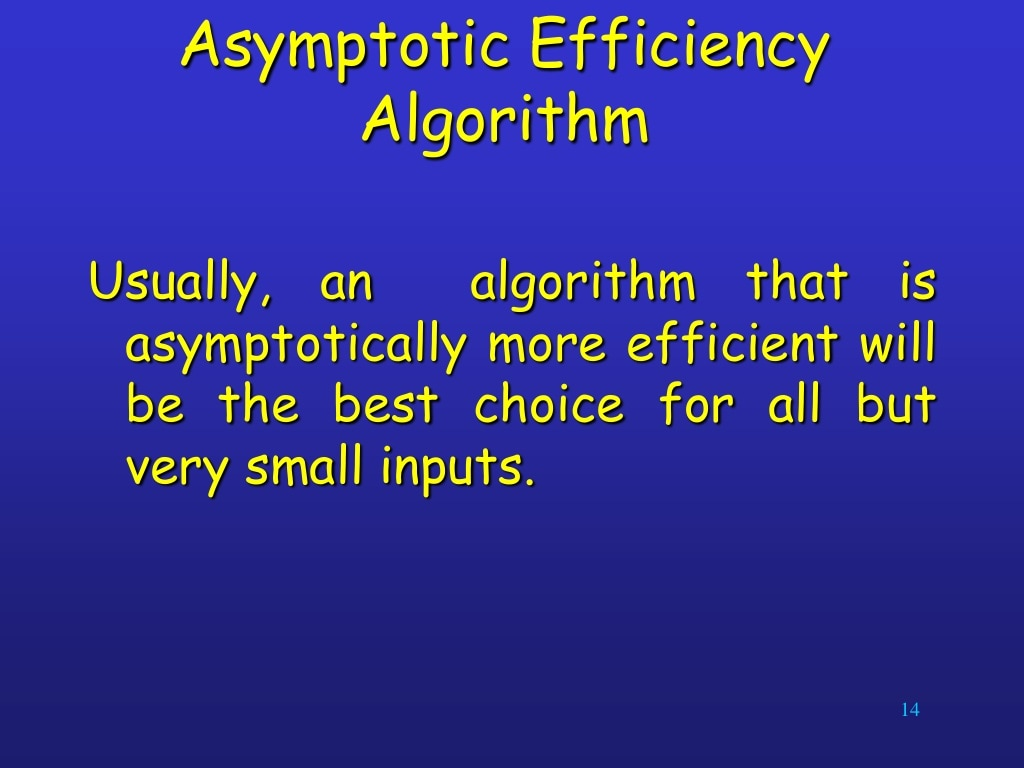 Asymptotic Efficiency
Algorithm
Usually, an algorithm that is
asymptotically more efficient will
be the best choice for all but
very small inputs.
14